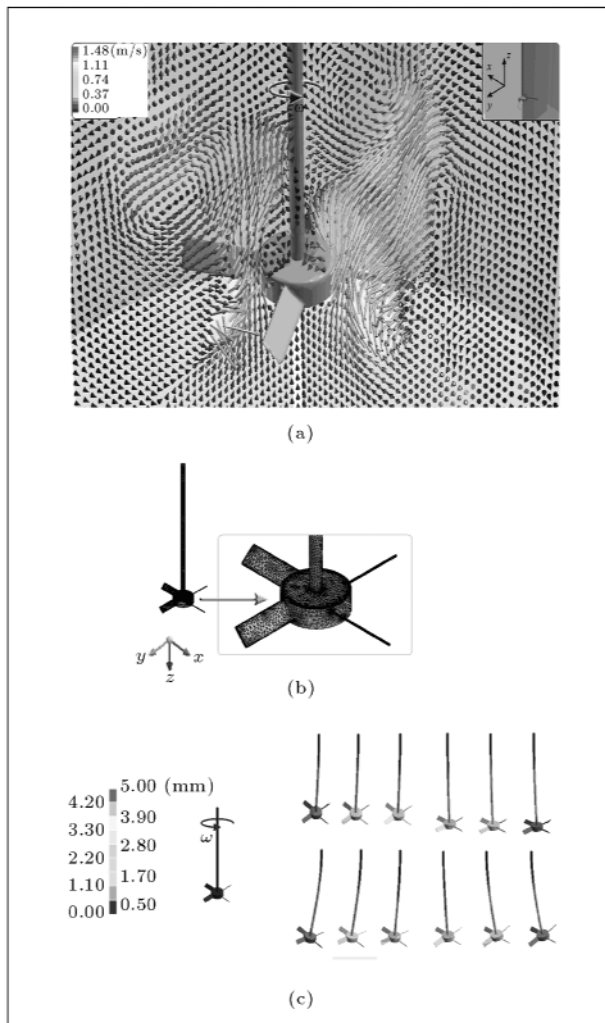 1.48(m/s)
1.11
0.74
0.37
0.00
z
x
y
ω
(a)
y
x
z
(b)
5.00 (mm)
4.20
3.90
3.30
2.80
2.20
1.70
1.10
0.50
0.00
ω
(c)